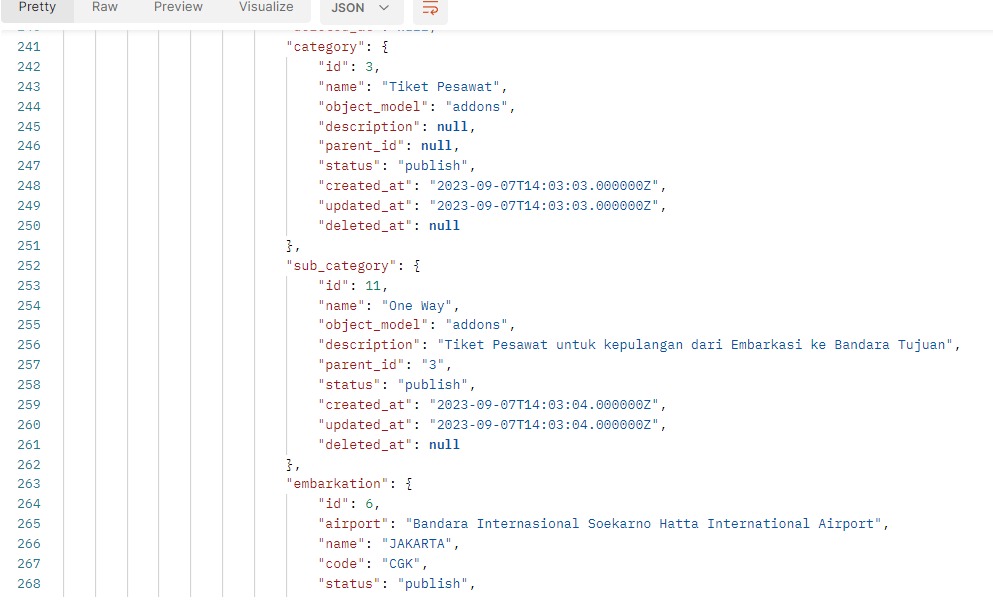 Pretty Raw Preview Visualize JSON
241 "category": {
242 "id": 3,
243 "name": "Tiket Pesawat",
244 "object_model": "addons",
245 "description": null,
246 "parent_id": null,
247 "status": "publish",
248 "created_at": "2023-09-07T14:03:03.000000Z",
249 "updated_at": "2023-09-07T14:03:03.000000Z",
250 "deleted_at": null
251 },
252 "sub_category": {
253 "id": 11,
254 "name": "One Way",
255 "object_model": "addons",
256 "description": "Tiket Pesawat untuk kepulangan dari Embarkasi ke Bandara Tujuan",
257 "parent_id": "3",
258 "status": "publish",
259 "created_at": "2023-09-07T14:03:04.000000Z",
260 "updated_at": "2023-09-07T14:03:04.000000Z",
261 "deleted_at": null
262 },
263 "embarkation": {
264 "id": 6,
265 "airport": "Bandara Internasional Soekarno Hatta International Airport",
266 "name": "JAKARTA",
267 "code": "CGK",
268 "status": "publish",